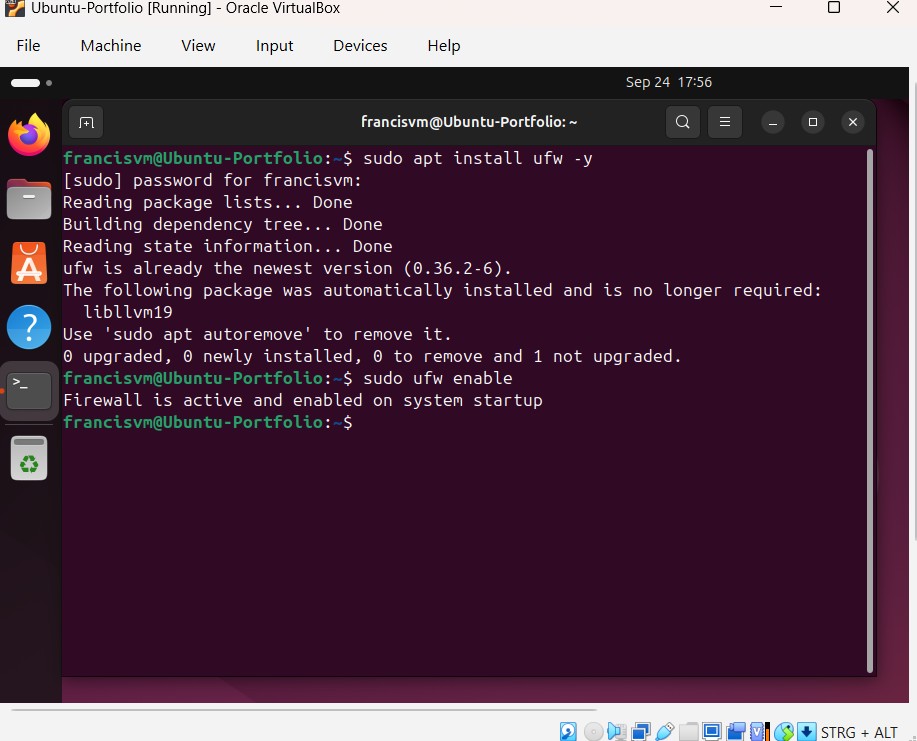 Ubuntu-Portfolio [Running] - Oracle VirtualBox
File Machine View Input Devices Help
Sep 24 17:56
francisvm@Ubuntu-Portfolio: ~
francisvm@Ubuntu-Portfolio:~$ sudo apt install ufw -y
[sudo] password for francisvm:
Reading package lists... Done
Building dependency tree... Done
Reading state information... Done
ufw is already the newest version (0.36.2-6).
The following package was automatically installed and is no longer required:
  libllvm19
Use 'sudo apt autoremove' to remove it.
0 upgraded, 0 newly installed, 0 to remove and 1 not upgraded.
francisvm@Ubuntu-Portfolio:~$ sudo ufw enable
Firewall is active and enabled on system startup
francisvm@Ubuntu-Portfolio:~$
STRG + ALT